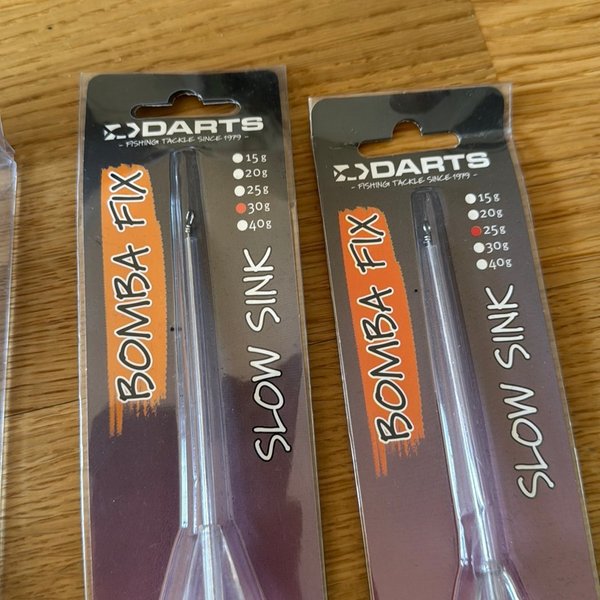 DARTS
- FISHING TACKLE SINCE 1979 -
15g
20g
25g
30g
40g
BOMBA FIX
SLOW SINK
DARTS
- FISHING TACKLE SINCE 1979 -
15g
20g
25g
30g
40g
BOMBA FIX
SLOW SINK